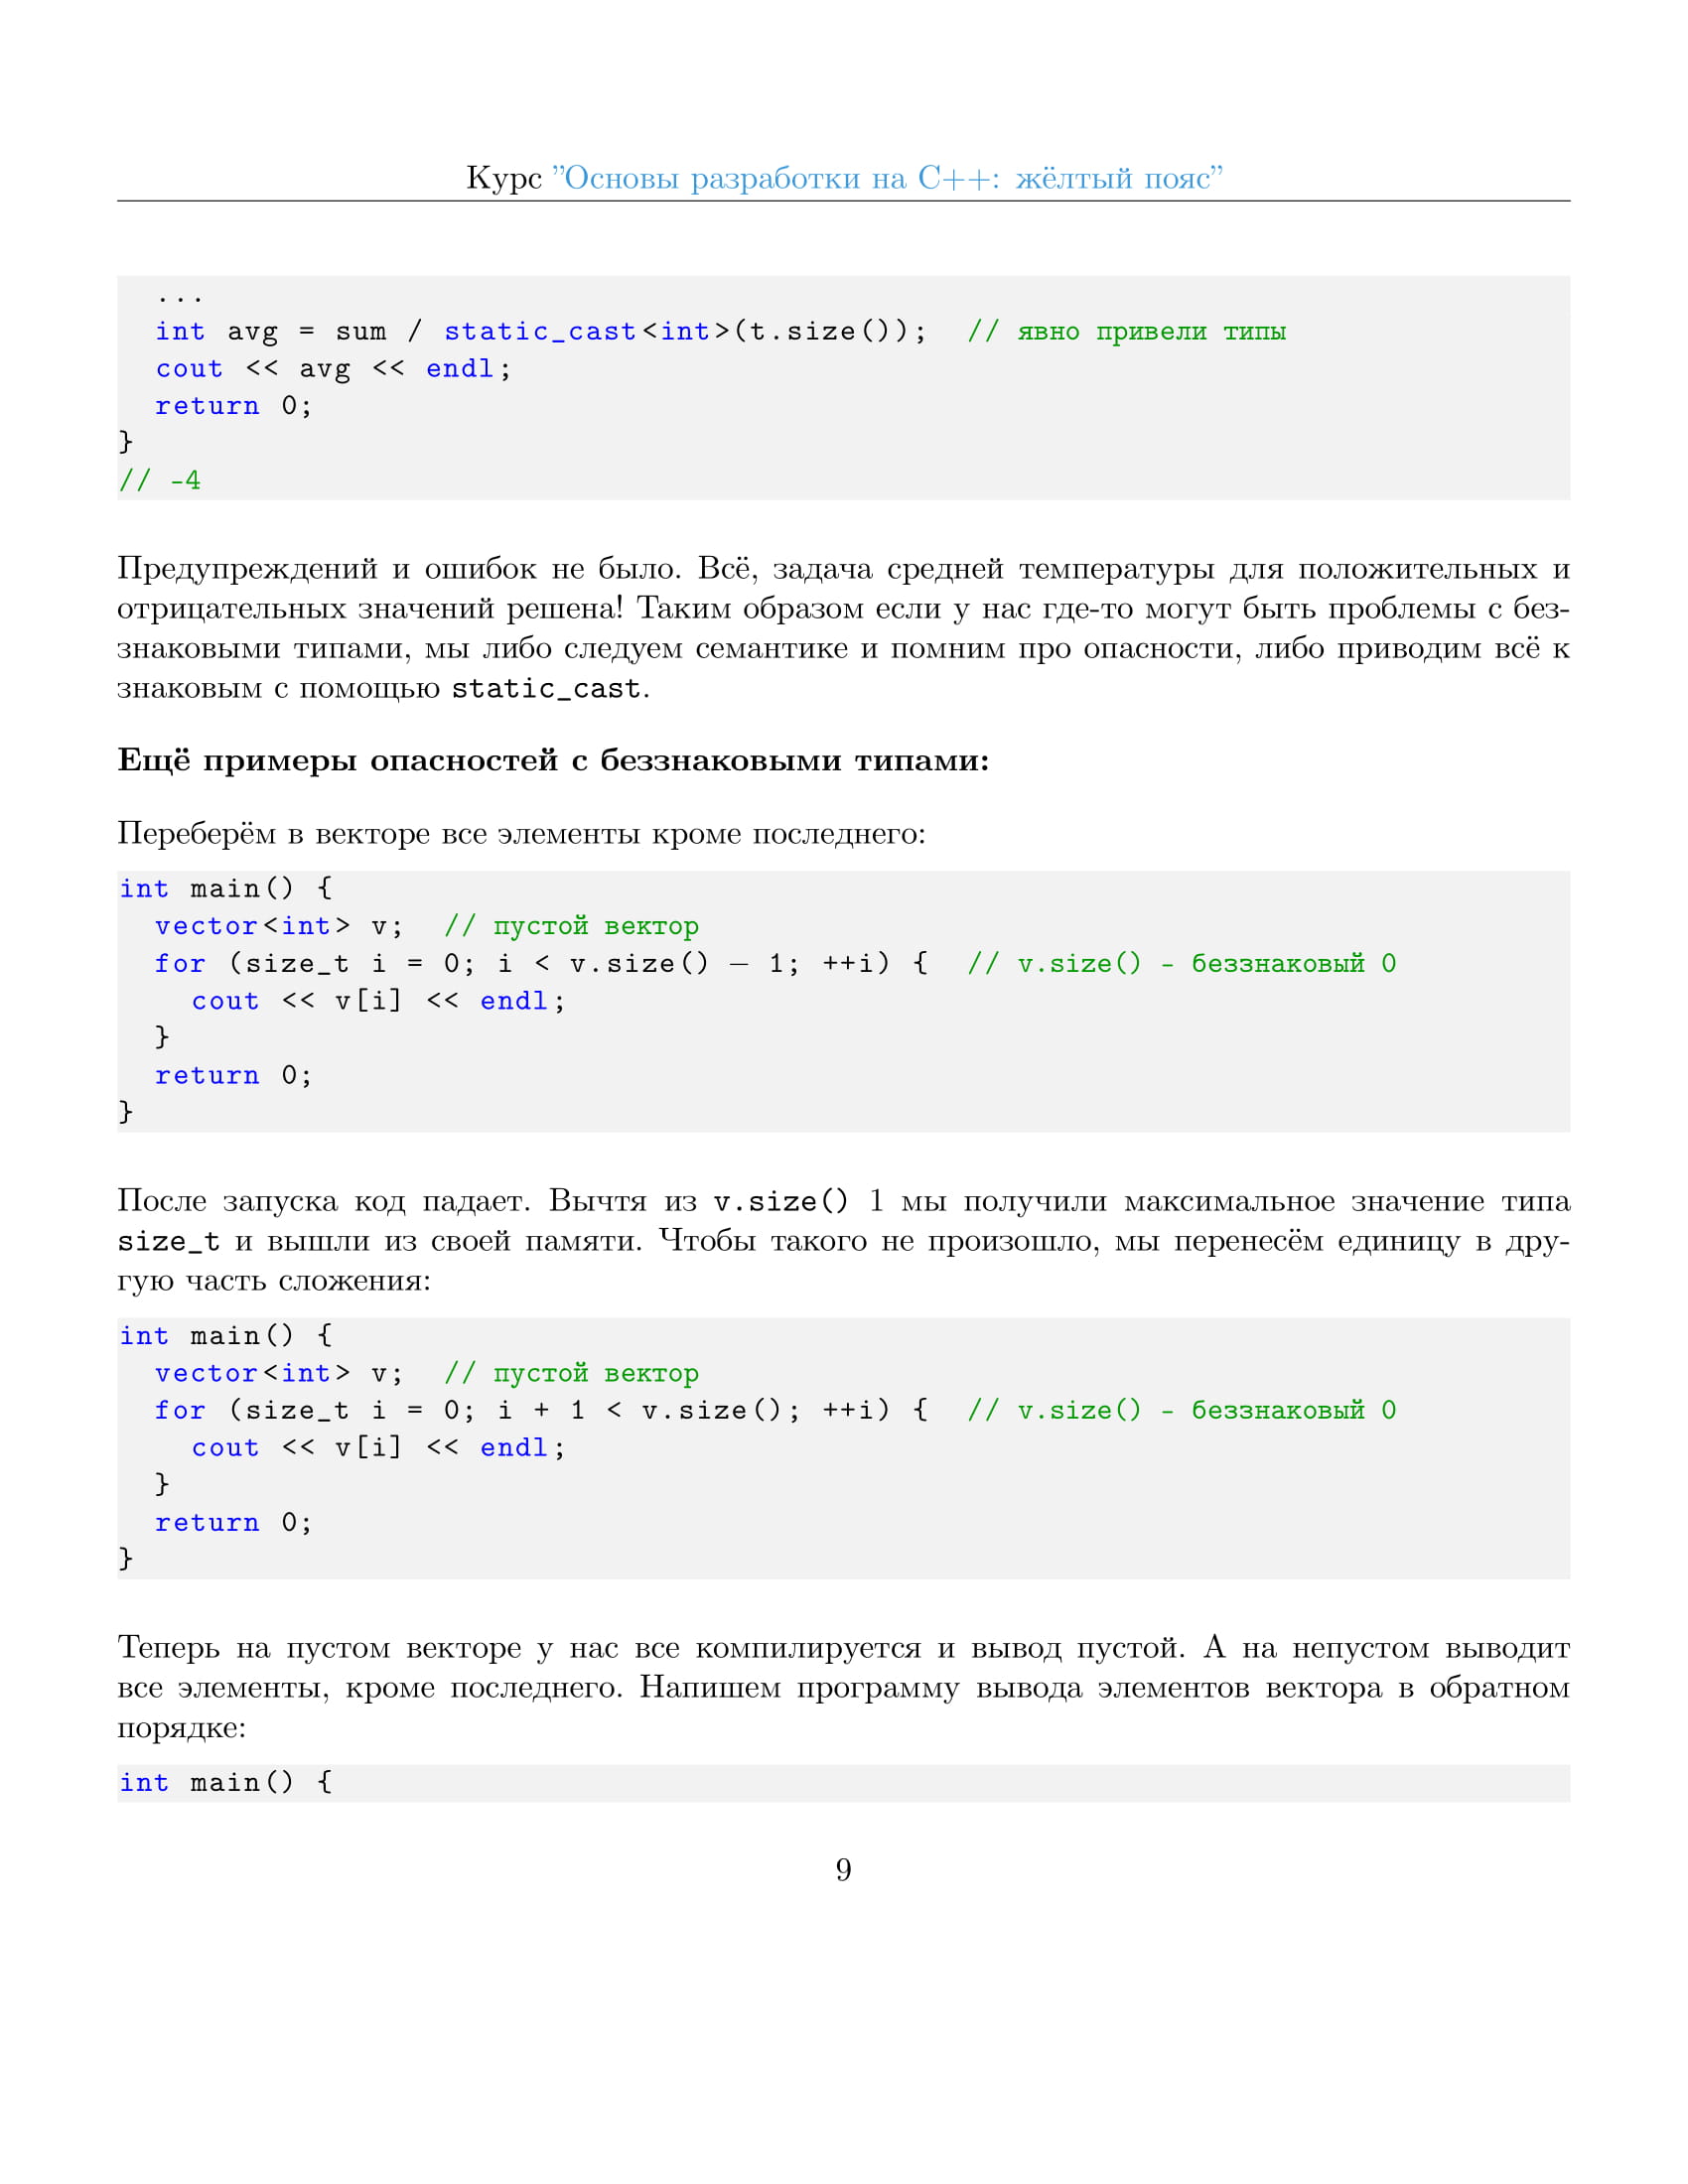 Курс ”Основы разработки на C++: жёлтый пояс”
  ...
  int avg = sum / static_cast<int>(t.size());  // явно привели типы
  cout << avg << endl;
  return 0;
}
// -4
Предупреждений и ошибок не было. Всё, задача средней температуры для положительных и
отрицательных значений решена! Таким образом если у нас где-то могут быть проблемы с без-
знаковыми типами, мы либо следуем семантике и помним про опасности, либо приводим всё к
знаковым с помощью static_cast.
Ещё примеры опасностей с беззнаковыми типами:
Переберём в векторе все элементы кроме последнего:
int main() {
  vector<int> v;  // пустой вектор
  for (size_t i = 0; i < v.size() − 1; ++i) {  // v.size() - беззнаковый 0
    cout << v[i] << endl;
  }
  return 0;
}
После запуска код падает. Вычтя из v.size() 1 мы получили максимальное значение типа
size_t и вышли из своей памяти. Чтобы такого не произошло, мы перенесём единицу в дру-
гую часть сложения:
int main() {
  vector<int> v;  // пустой вектор
  for (size_t i = 0; i + 1 < v.size(); ++i) {  // v.size() - беззнаковый 0
    cout << v[i] << endl;
  }
  return 0;
}
Теперь на пустом векторе у нас все компилируется и вывод пустой. А на непустом выводит
все элементы, кроме последнего. Напишем программу вывода элементов вектора в обратном
порядке:
int main() {
9